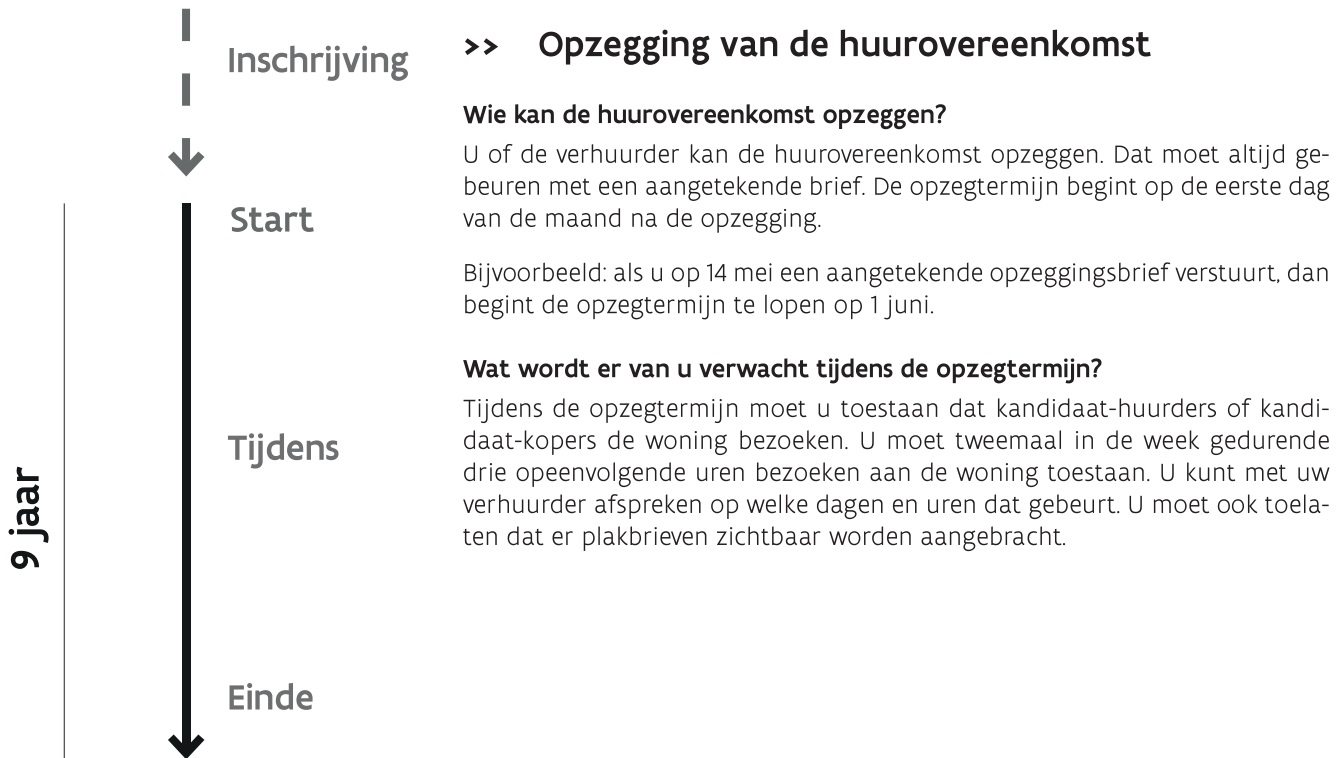 Inschrijving
Start
Tijdens
Einde
9 jaar
>> Opzegging van de huurovereenkomst
Wie kan de huurovereenkomst opzeggen?
U of de verhuurder kan de huurovereenkomst opzeggen. Dat moet altijd ge-
beuren met een aangetekende brief. De opzegtermijn begint op de eerste dag
van de maand na de opzegging.
Bijvoorbeeld: als u op 14 mei een aangetekende opzeggingsbrief verstuurt, dan
begint de opzegtermijn te lopen op 1 juni.
Wat wordt er van u verwacht tijdens de opzegtermijn?
Tijdens de opzegtermijn moet u toestaan dat kandidaat-huurders of kandi-
daat-kopers de woning bezoeken. U moet tweemaal in de week gedurende
drie opeenvolgende uren bezoeken aan de woning toestaan. U kunt met uw
verhuurder afspreken op welke dagen en uren dat gebeurt. U moet ook toela-
ten dat er plakbrieven zichtbaar worden aangebracht.